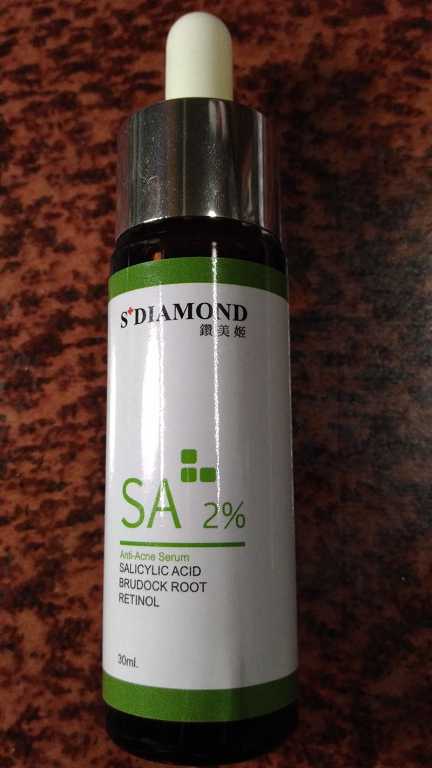 S+DIAMOND
鑽美姬
SA 2%
Anti-Acne Serum
SALICYLIC ACID
BRUDOCK ROOT
RETINOL
30ml.